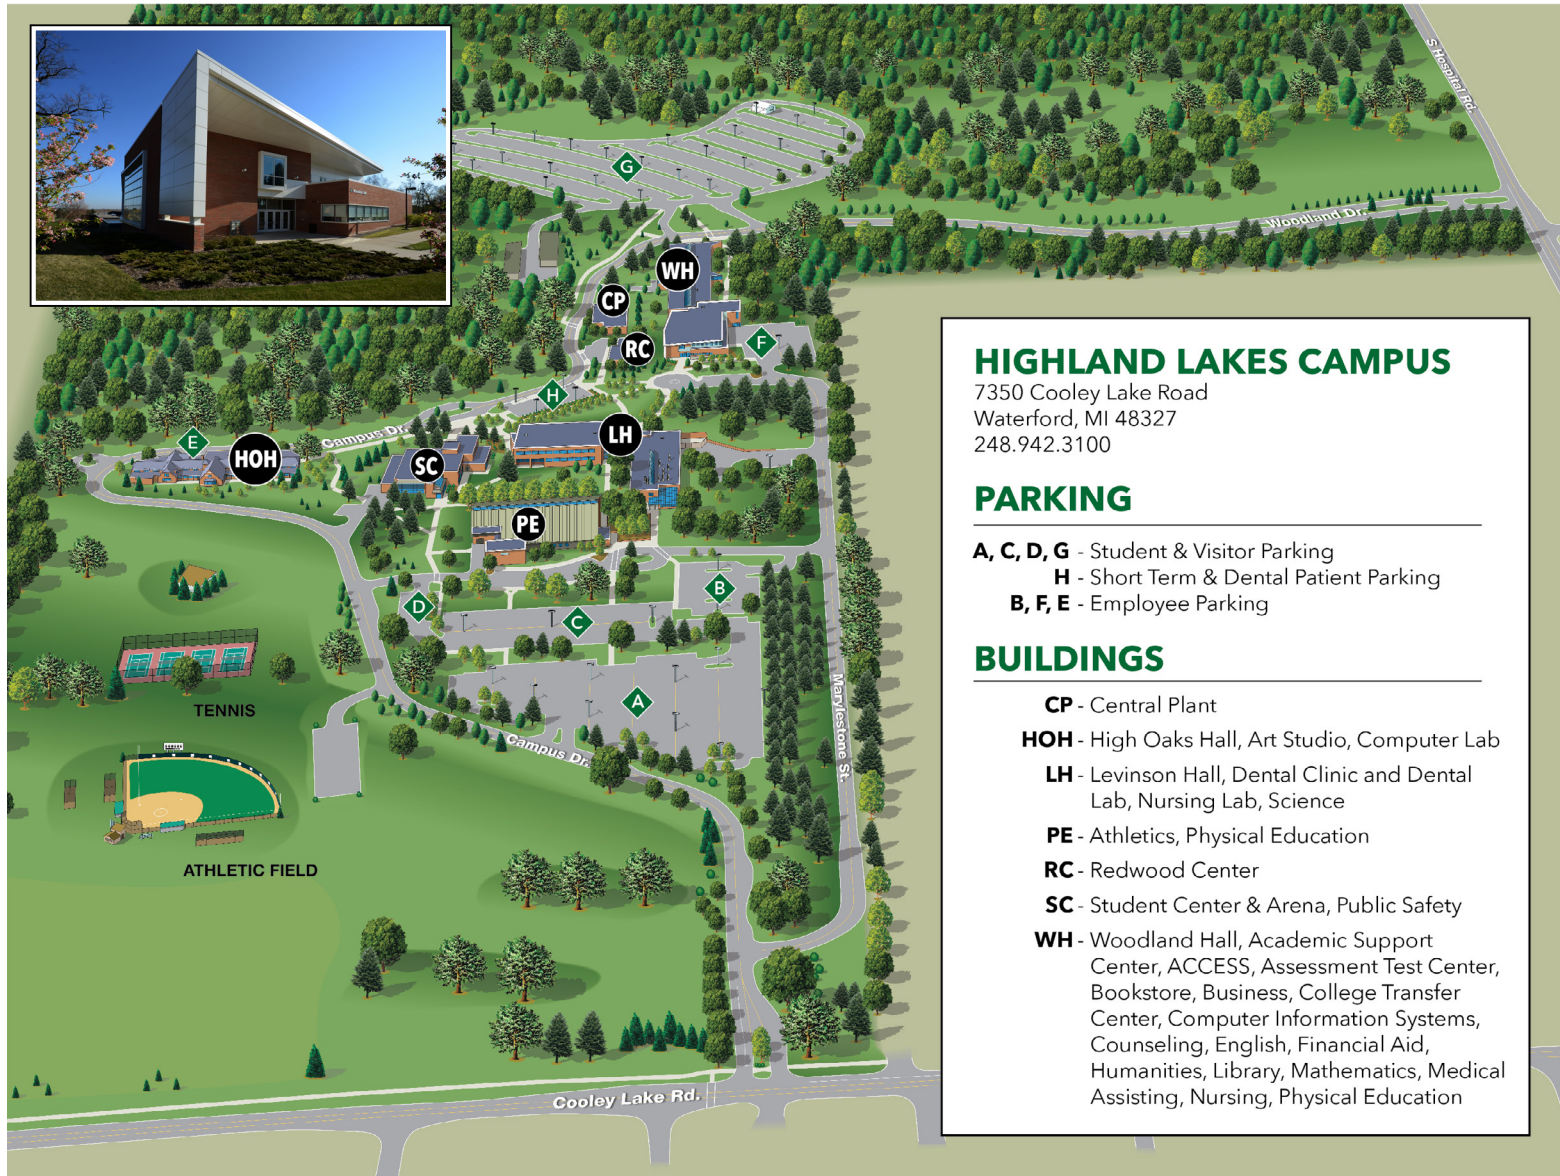 S Hospital Rd.
G
Woodland Dr.
WH
CP
RC
F
H
LH
Campus Dr.
E
HOH
SC
PE
B
D
C
A
Marylestone St.
TENNIS
Campus Dr.
ATHLETIC FIELD
Cooley Lake Rd.
HIGHLAND LAKES CAMPUS
7350 Cooley Lake Road
Waterford, MI 48327
248.942.3100
PARKING
A, C, D, G - Student & Visitor Parking
H - Short Term & Dental Patient Parking
B, F, E - Employee Parking
BUILDINGS
CP - Central Plant
HOH - High Oaks Hall, Art Studio, Computer Lab
LH - Levinson Hall, Dental Clinic and Dental
Lab, Nursing Lab, Science
PE - Athletics, Physical Education
RC - Redwood Center
SC - Student Center & Arena, Public Safety
WH - Woodland Hall, Academic Support
Center, ACCESS, Assessment Test Center,
Bookstore, Business, College Transfer
Center, Computer Information Systems,
Counseling, English, Financial Aid,
Humanities, Library, Mathematics, Medical
Assisting, Nursing, Physical Education